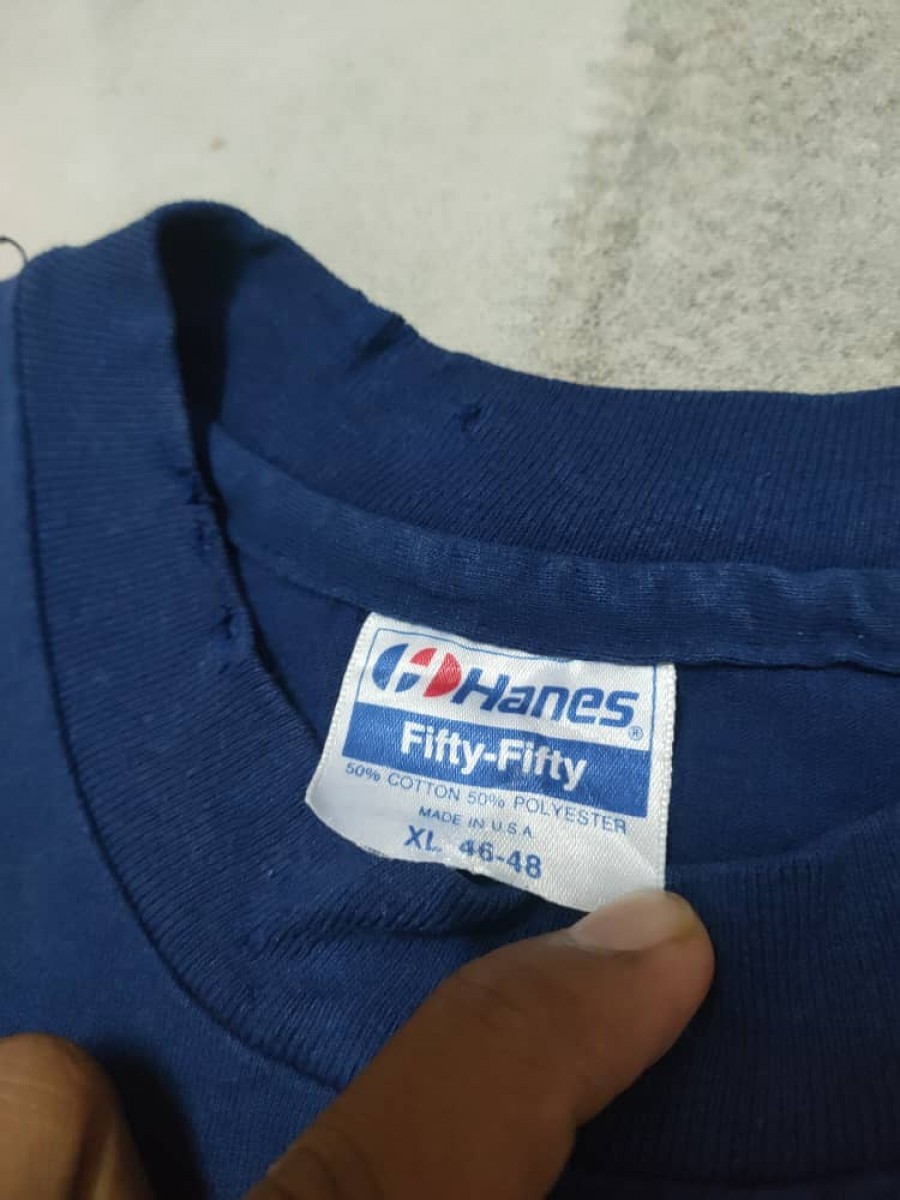 Hanes®
Fifty-Fifty
50% COTTON 50% POLYESTER
MADE IN U.S.A.
XL 46-48